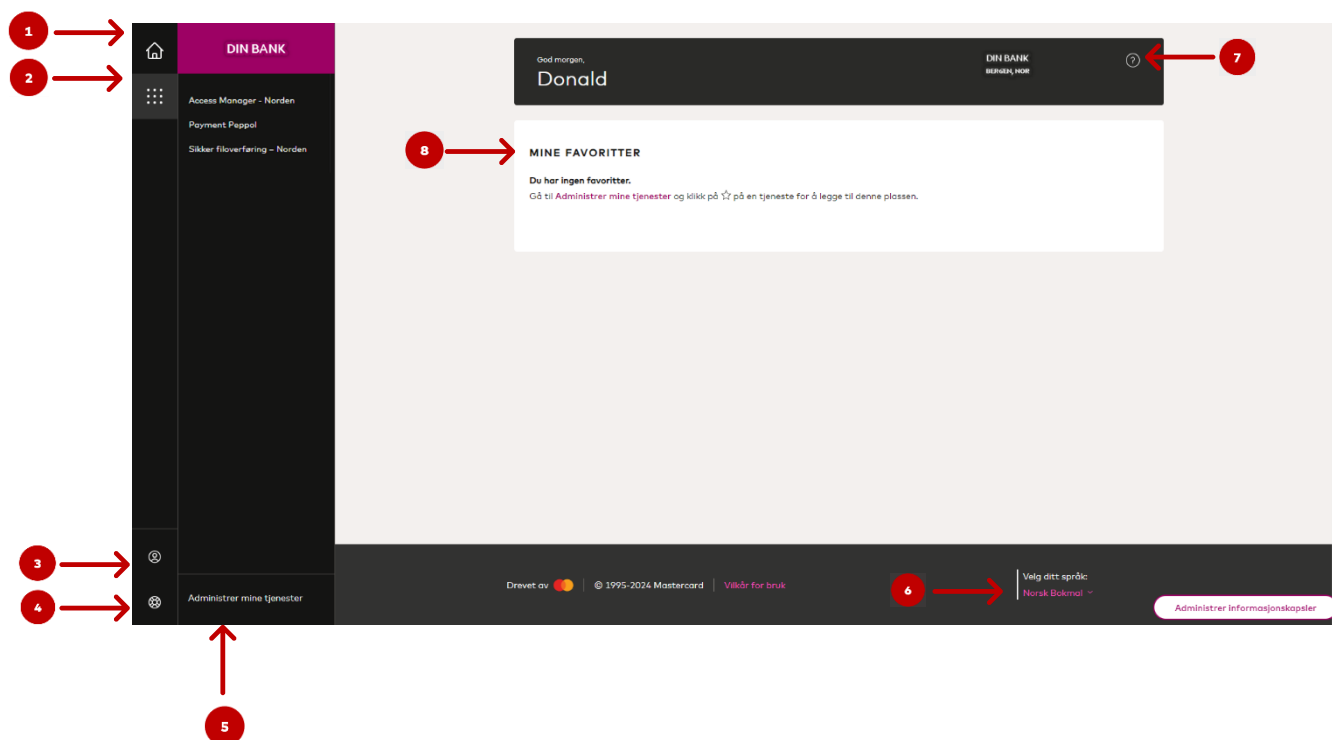 1
2
DIN BANK
Access Manager - Norden
Payment Peppol
Sikker filoverføring – Norden
God morgen,
Donald
DIN BANK
BERGEN, NOR
?
7
8
MINE FAVORITTER
Du har ingen favoritter.
Gå til Administrer mine tjenester og klikk på ☆ på en tjeneste for å legge til denne plassen.
3
4
Administrer mine tjenester
5
Drevet av | © 1995-2024 Mastercard | Vilkår for bruk
6
Velg ditt språk:
Norsk Bokmal
Administrer informasjonskapsler